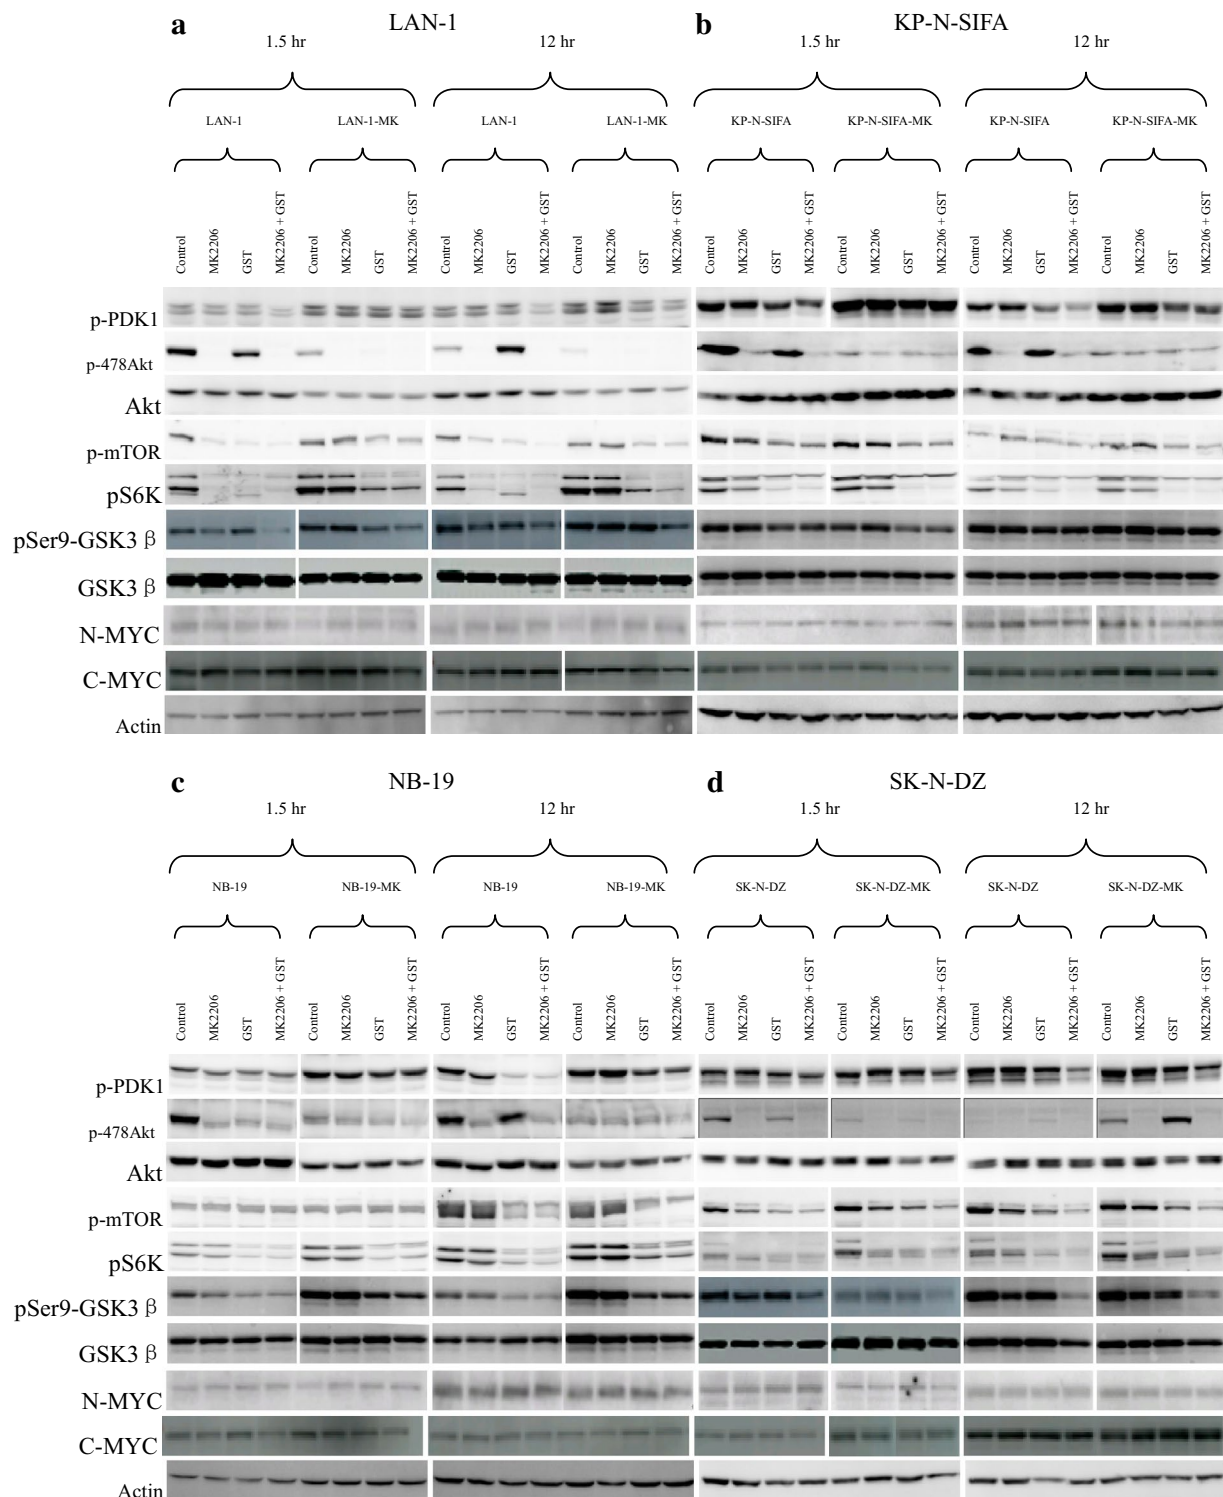 a LAN-1 b KP-N-SIFA
1.5 hr 12 hr 1.5 hr 12 hr
LAN-1 LAN-1-MK LAN-1 LAN-1-MK KP-N-SIFA KP-N-SIFA-MK KP-N-SIFA KP-N-SIFA-MK
Control MK2206 GST MK2206 + GST Control MK2206 GST MK2206 + GST Control MK2206 GST MK2206 + GST Control MK2206 GST MK2206 + GST Control MK2206 GST MK2206 + GST Control MK2206 GST MK2206 + GST Control MK2206 GST MK2206 + GST Control MK2206 GST MK2206 + GST
p-PDK1
p-478Akt
Akt
p-mTOR
pS6K
pSer9-GSK3 β
GSK3 β
N-MYC
C-MYC
Actin
c NB-19 d SK-N-DZ
1.5 hr 12 hr 1.5 hr 12 hr
NB-19 NB-19-MK NB-19 NB-19-MK SK-N-DZ SK-N-DZ-MK SK-N-DZ SK-N-DZ-MK
Control MK2206 GST MK2206 + GST Control MK2206 GST MK2206 + GST Control MK2206 GST MK2206 + GST Control MK2206 GST MK2206 + GST Control MK2206 GST MK2206 + GST Control MK2206 GST MK2206 + GST Control MK2206 GST MK2206 + GST Control MK2206 GST MK2206 + GST
p-PDK1
p-478Akt
Akt
p-mTOR
pS6K
pSer9-GSK3 β
GSK3 β
N-MYC
C-MYC
Actin